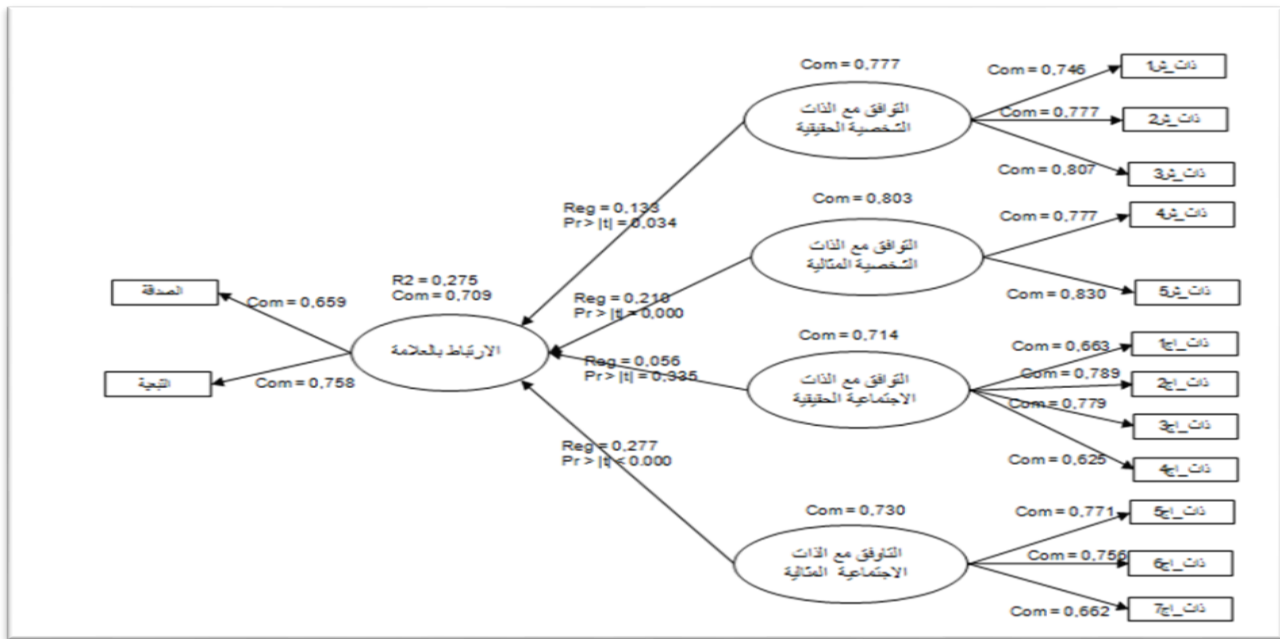 Com = 0,777
التوافق مع الذات
الشخصية الحقيقية
Com = 0,746
ذات_ش1
Com = 0,777
ذات_ش2
Com = 0,807
ذات_ش3
Reg = 0,133
Pr > |t| = 0,034
Com = 0,803
التوافق مع الذات
الشخصية المثالية
Com = 0,777
ذات_ش4
Com = 0,830
ذات_ش5
Reg = 0,210
Pr > |t| = 0,000
R2 = 0,275
Com = 0,709
الارتباط بالعلامة
Com = 0,659
الصداقة
Com = 0,758
التبعية
Com = 0,714
التوافق مع الذات
الاجتماعية الحقيقية
Reg = 0,056
Pr > |t| = 0,335
Com = 0,663
ذات_اج1
Com = 0,789
ذات_اج2
Com = 0,779
ذات_اج3
Com = 0,625
ذات_اج4
Reg = 0,277
Pr > |t| < 0.000
Com = 0,730
التاوفق مع الذات
الاجتماعية المثالية
Com = 0,771
ذات_اج5
Com = 0,756
ذات_اج6
Com = 0,662
ذات_اج7